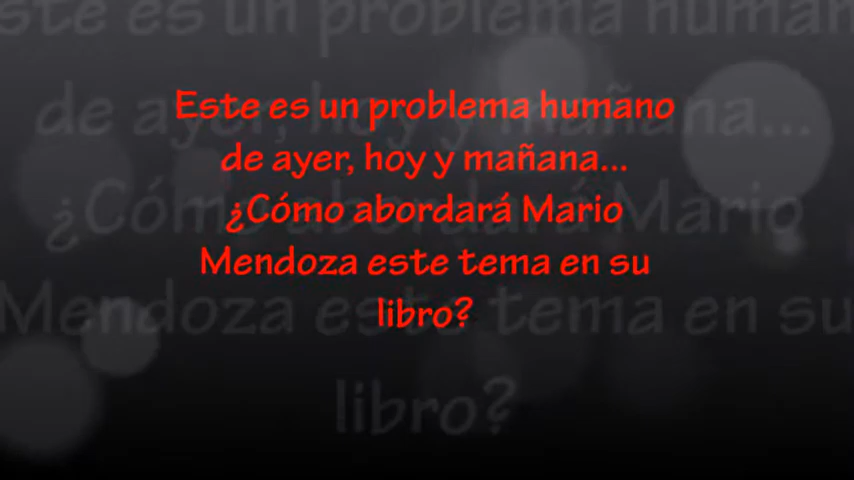 Este es un problema humano
de ayer, hoy y mañana...
¿Cómo abordará Mario
Mendoza este tema en su
libro?